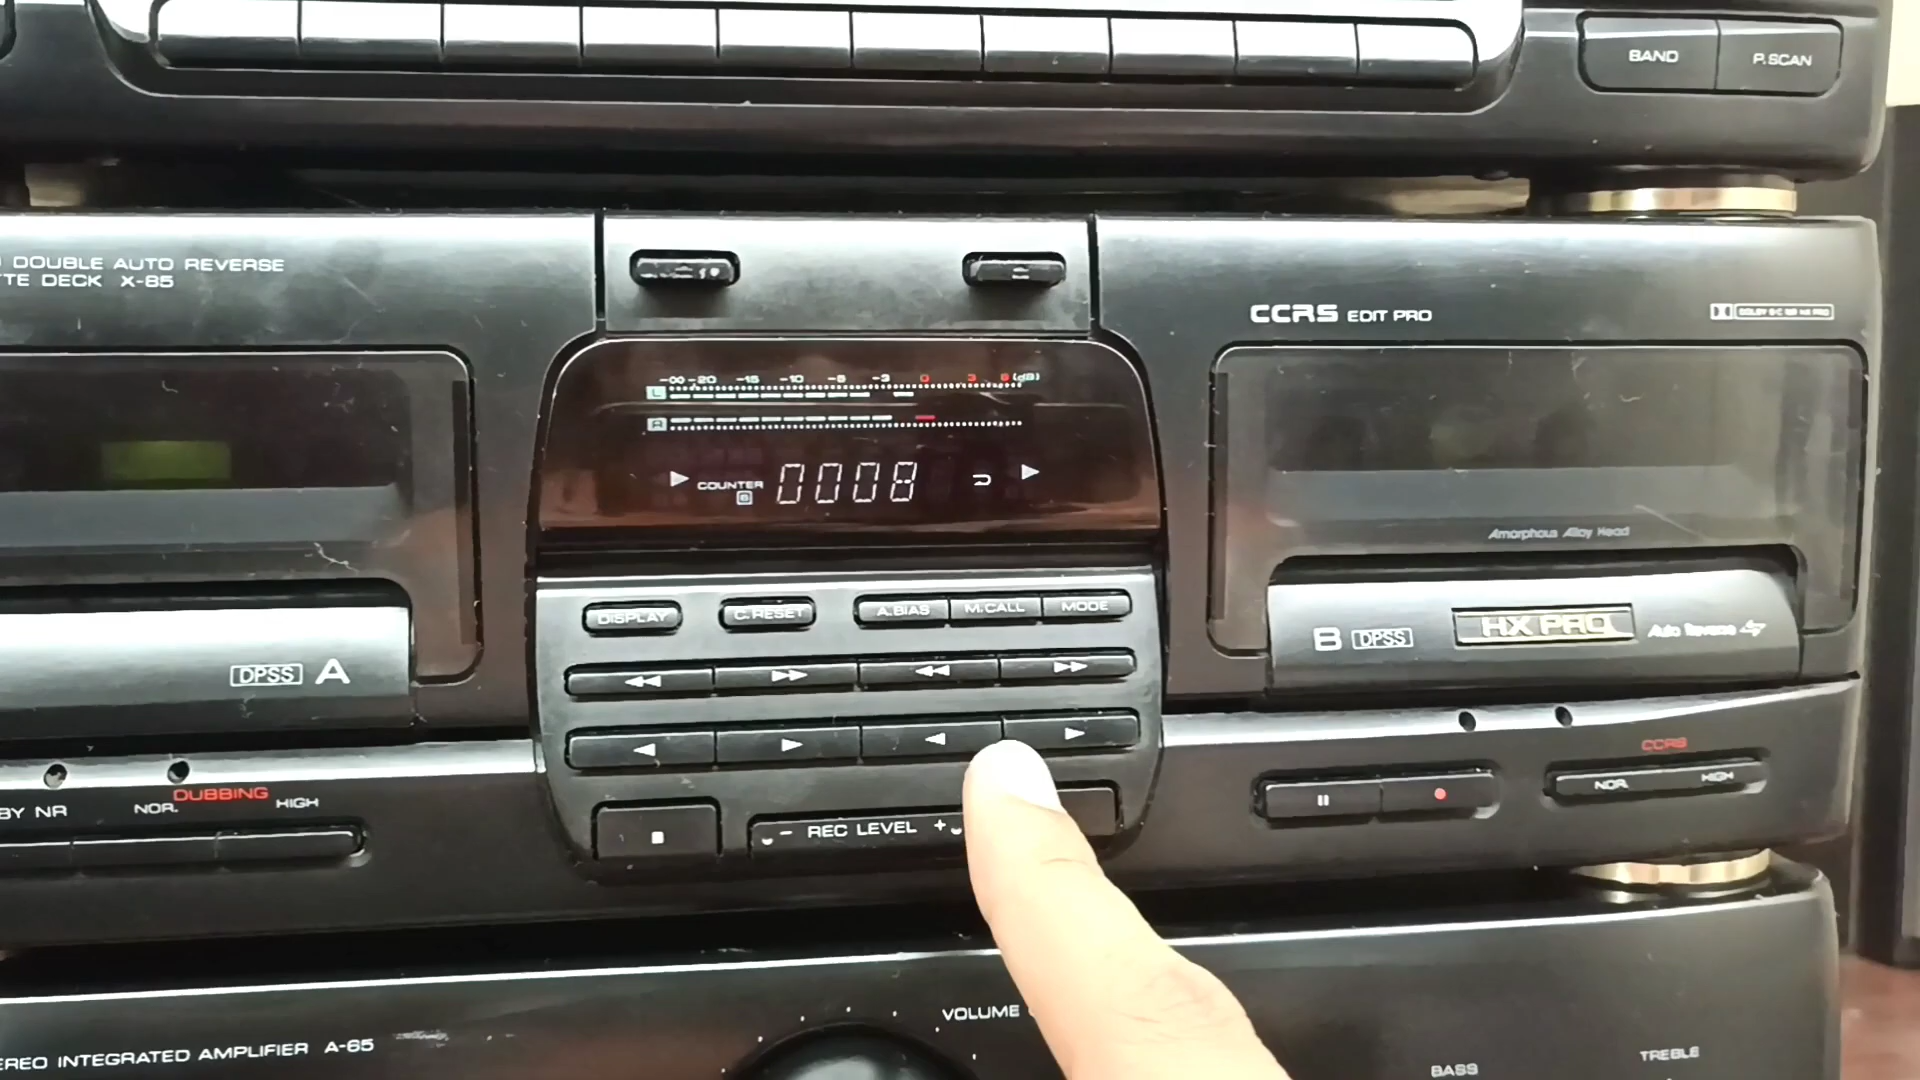 BAND P.SCAN
DOUBLE AUTO REVERSE
TTE DECK X-85
CCRS EDIT PRO
-20 -15 -10 -5 -3 0 3 6 (dB)
L
R
COUNTER 0008
B
Amorphous Alloy Head
DISPLAY C.RESET A.BIAS M.CALL MODE
DPSS A
B DPSS HX PRO Auto Reverse
CCRS
NOR. HIGH
BY NR NOR. DUBBING HIGH
- REC LEVEL +
VOLUME
EREO INTEGRATED AMPLIFIER A-65
BASS TREBLE